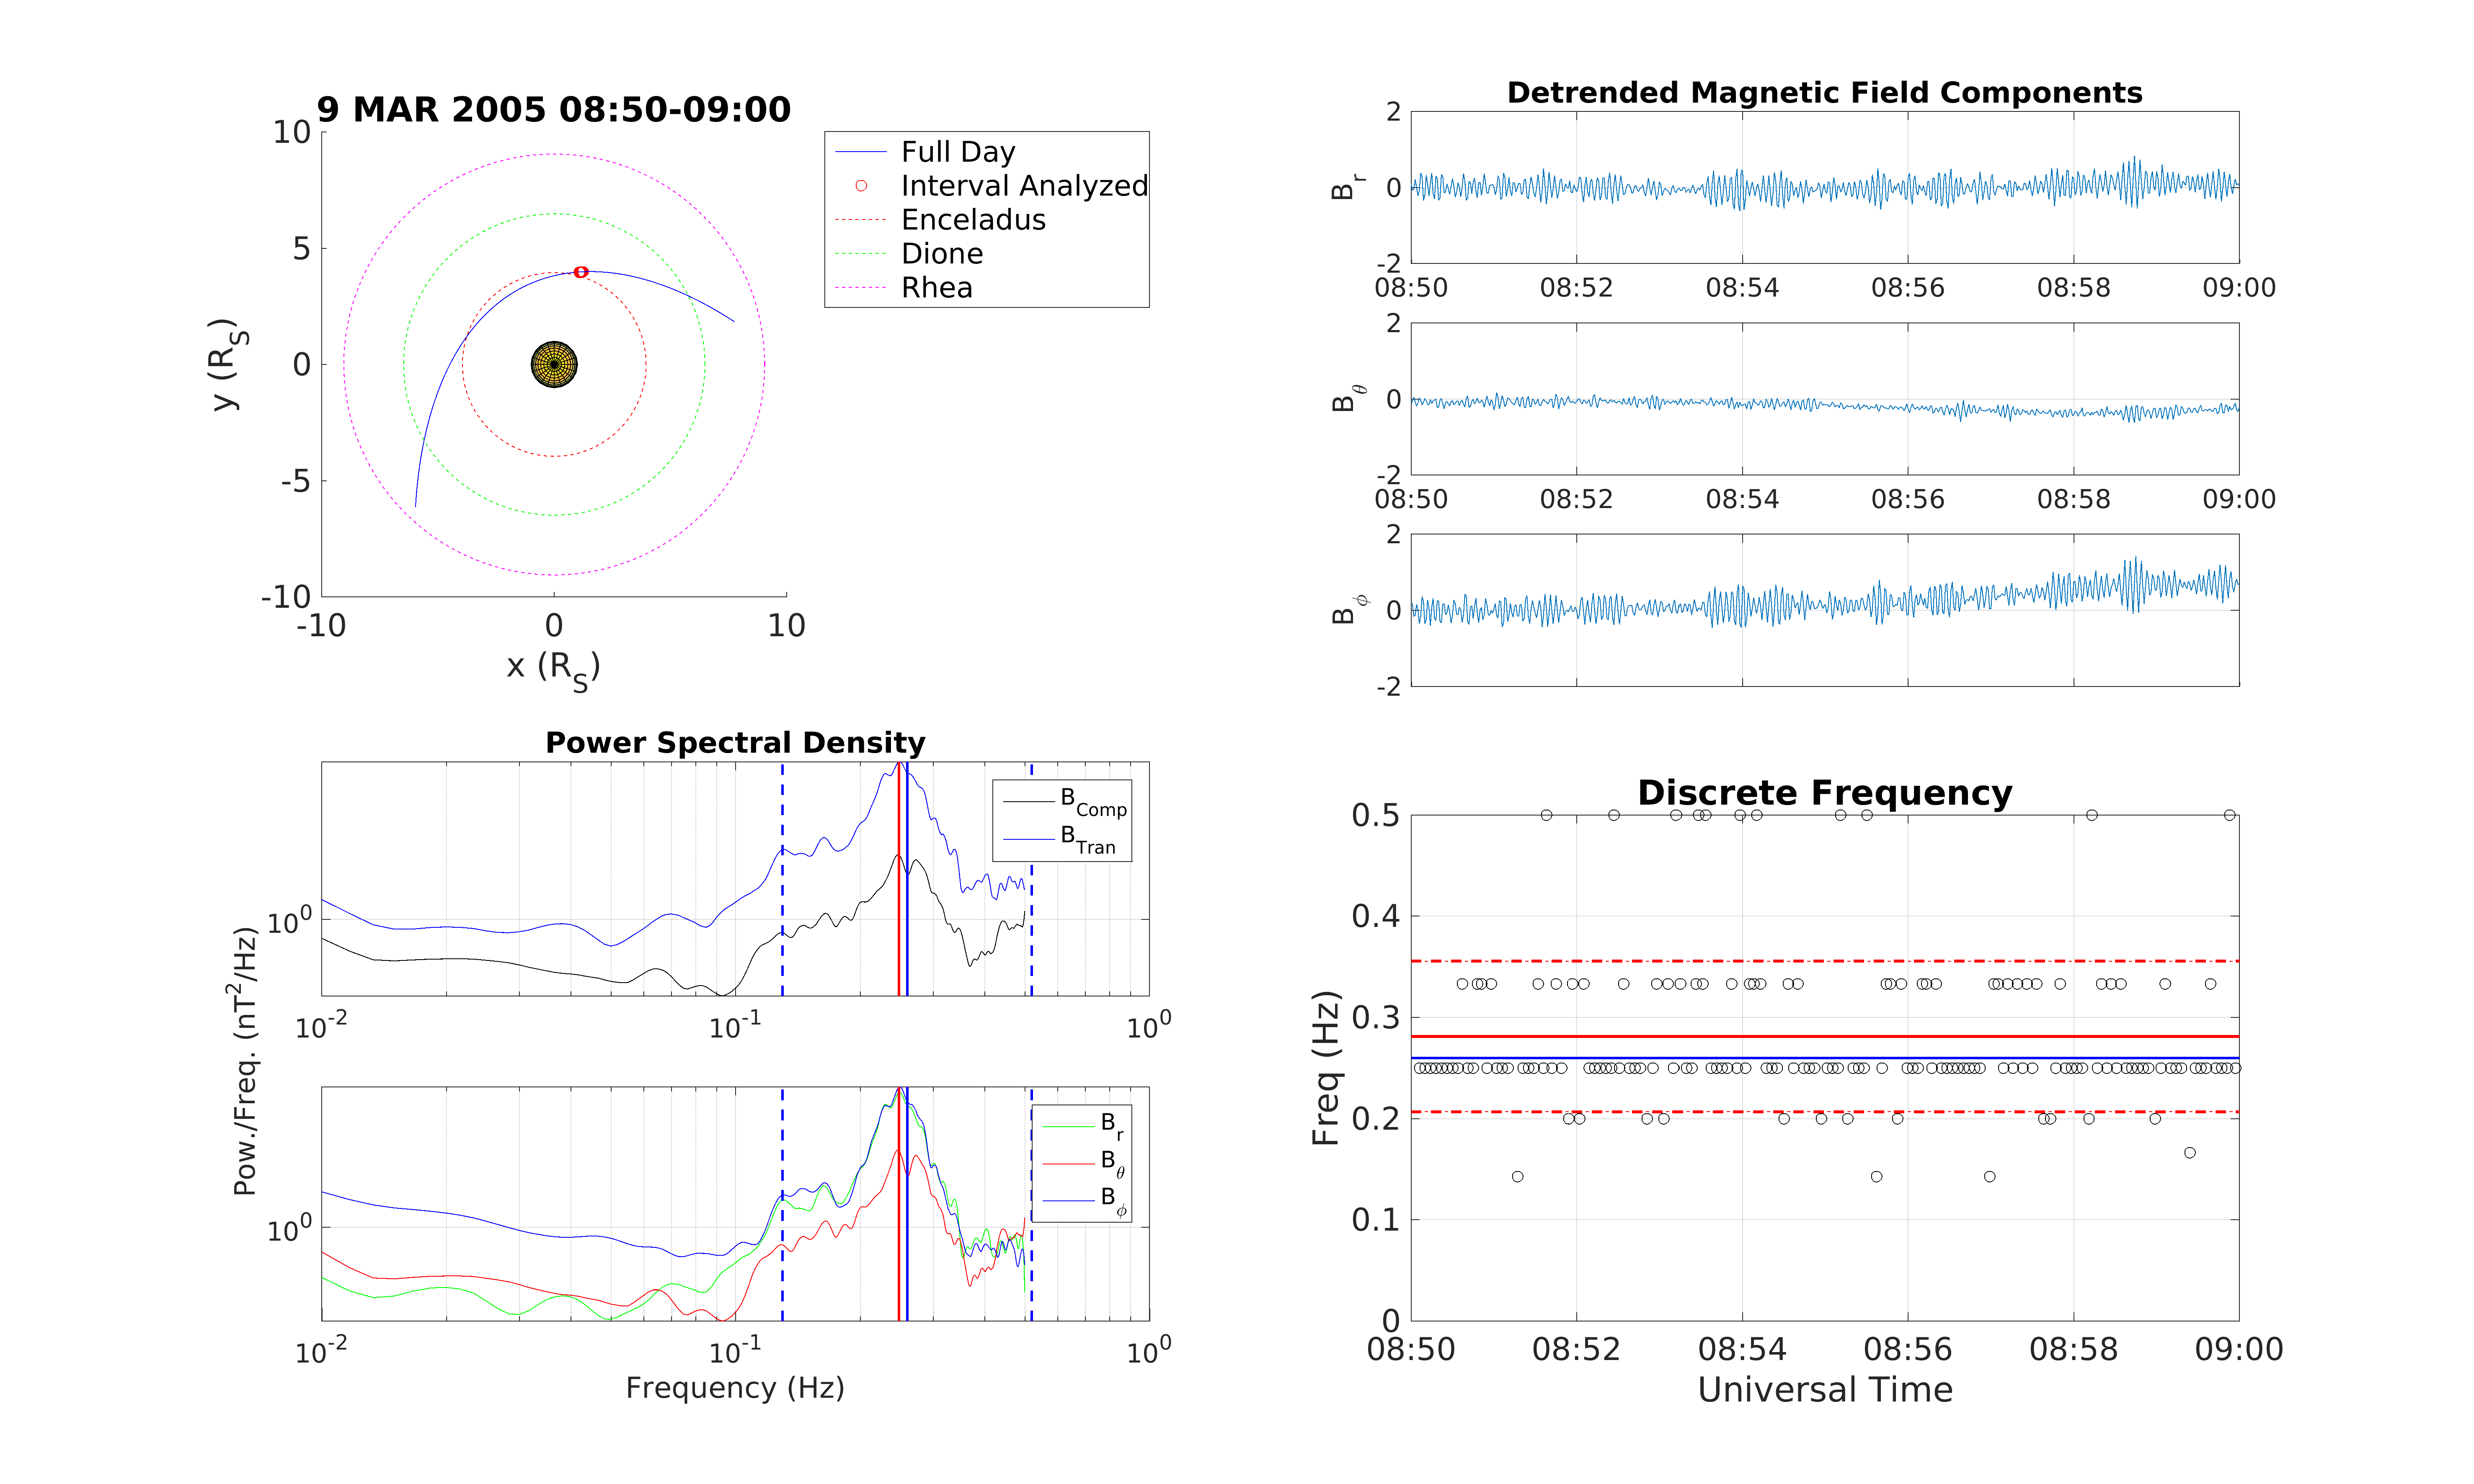 9 MAR 2005 08:50-09:00
10
5
0
-5
-10
-10 0 10
y (R_S)
x (R_S)
Full Day
Interval Analyzed
Enceladus
Dione
Rhea
Detrended Magnetic Field Components
2
0
-2
B_r
08:50 08:52 08:54 08:56 08:58 09:00
2
0
-2
B_θ
08:50 08:52 08:54 08:56 08:58 09:00
2
0
-2
B_ϕ
Power Spectral Density
10^0
B_Comp
B_Tran
10^-2 10^-1 10^0
Pow./Freq. (nT^2/Hz)
10^0
B_r
B_θ
B_ϕ
10^-2 10^-1 10^0
Frequency (Hz)
Discrete Frequency
0.5
0.4
0.3
0.2
0.1
0
Freq (Hz)
08:50 08:52 08:54 08:56 08:58 09:00
Universal Time